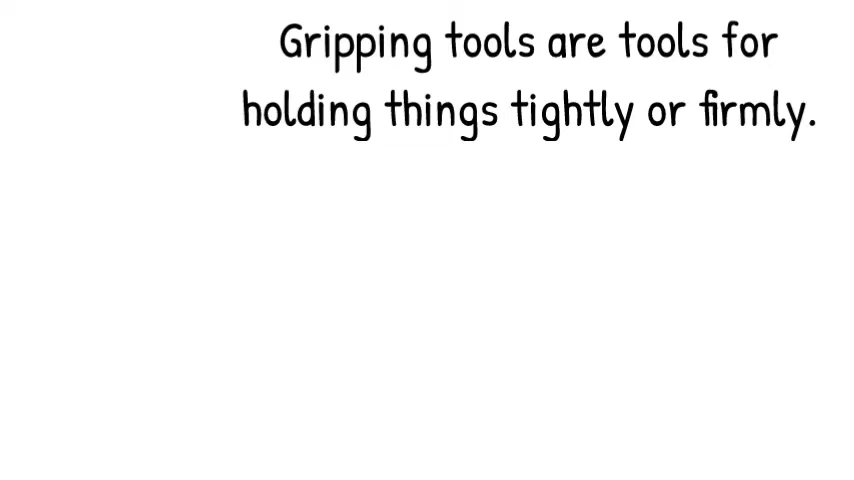 Gripping tools are tools for
holding things tightly or firmly.